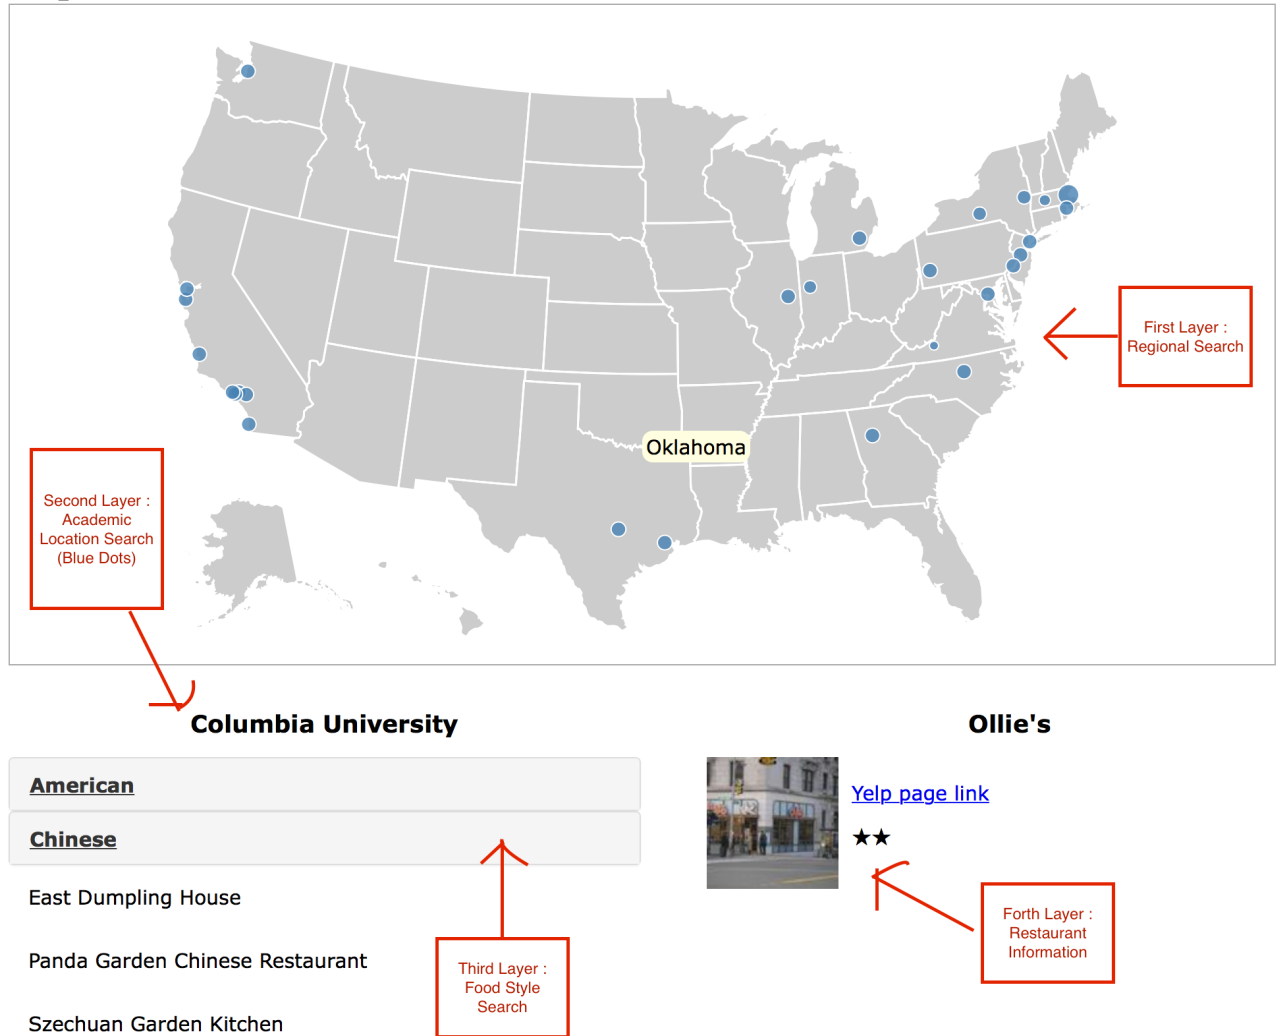 First Layer :
Regional Search
Oklahoma
Second Layer :
Academic
Location Search
(Blue Dots)
Columbia University
Ollie's
American
Yelp page link
★★
Chinese
East Dumpling House
Forth Layer :
Restaurant
Information
Panda Garden Chinese Restaurant
Third Layer :
Food Style
Search
Szechuan Garden Kitchen